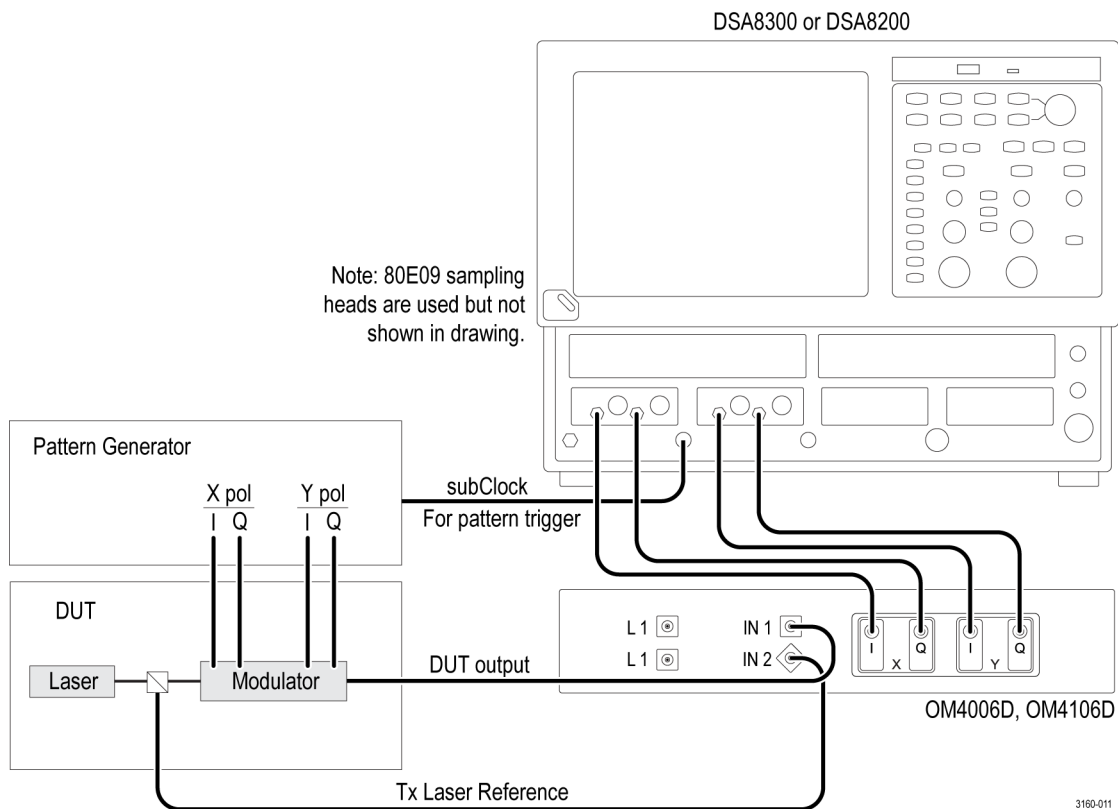 DSA8300 or DSA8200
Note: 80E09 sampling
heads are used but not
shown in drawing.
Pattern Generator
X pol
I Q
Y pol
I Q
subClock
For pattern trigger
DUT
Laser
Modulator
DUT output
Tx Laser Reference
L 1
L 1
IN 1
IN 2
I
Q
X
I
Q
Y
OM4006D, OM4106D
3160-011